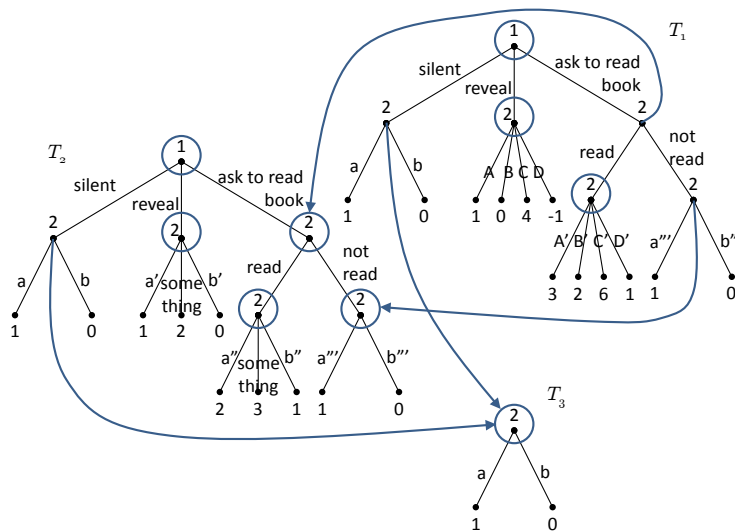 1
T₁
silent
ask to read
book
reveal
2
2
2
1
T₂
not
read
read
silent
ask to read
book
a
b
A
B
C
D
reveal
2
2
1
0
1
0
4
-1
2
2
2
A'
B'
C'
D'
a'''
b'''
read
not
read
a
b
a'
some
thing
b'
3
2
6
1
1
0
2
2
1
0
1
2
0
a''
some
thing
b''
a'''
b'''
2
3
1
1
0
T₃
2
a
b
1
0